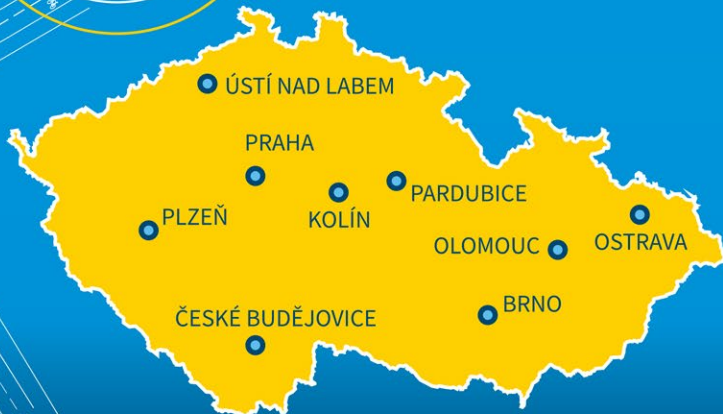 ÚSTÍ NAD LABEM
PRAHA
PLZEŇ
KOLÍN
PARDUBICE
OLOMOUC
OSTRAVA
ČESKÉ BUDĚJOVICE
BRNO